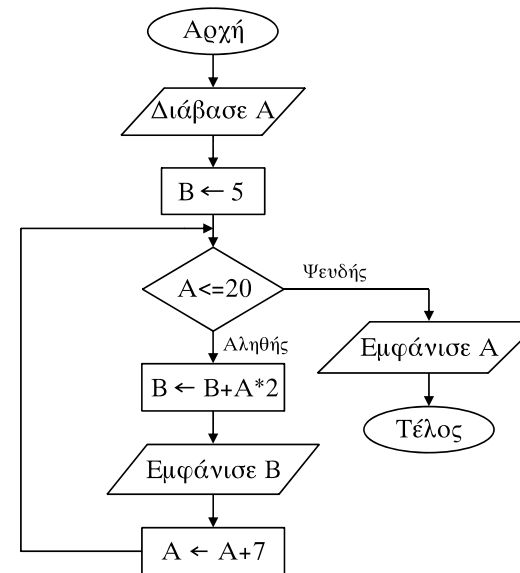 Αρχή
Διάβασε Α
Β ← 5
Α<=20
Ψευδής
Αληθής
Β ← Β+Α*2
Εμφάνισε Β
Α ← Α+7
Εμφάνισε Α
Τέλος